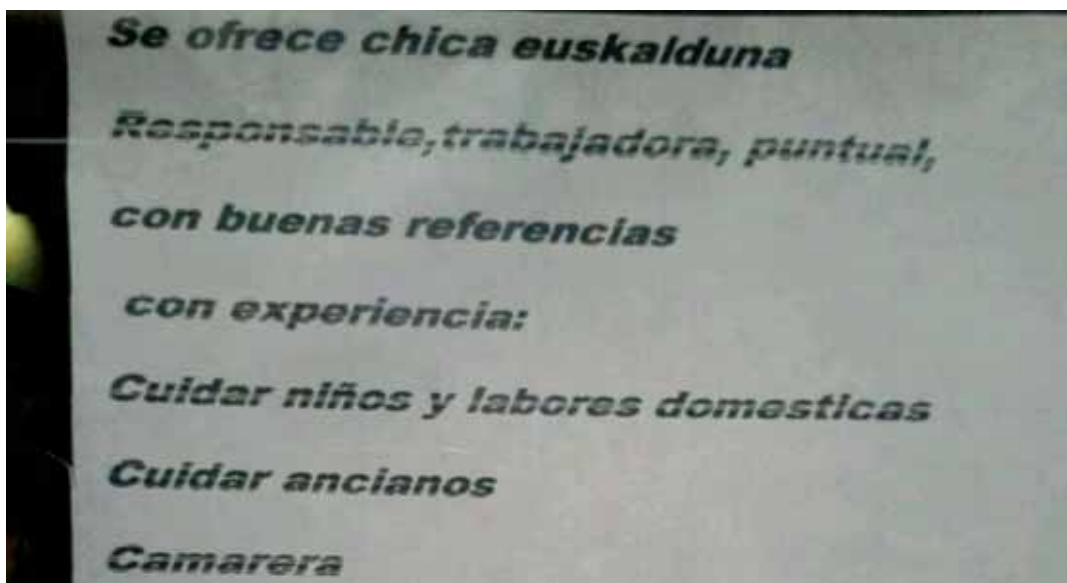 Se ofrece chica euskalduna
Responsable,trabajadora, puntual,
con buenas referencias
con experiencia:
Cuidar niños y labores domesticas
Cuidar ancianos
Camarera